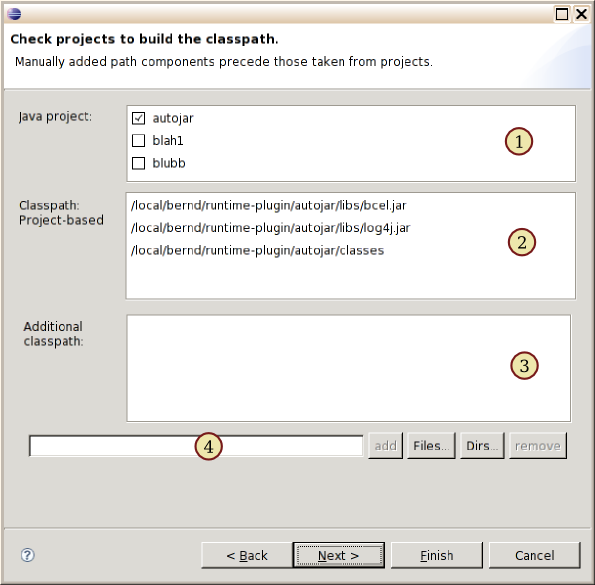 Check projects to build the classpath.
Manually added path components precede those taken from projects.
Java project:
autojar
blah1
blubb
1
Classpath:
Project-based
/local/bernd/runtime-plugin/autojar/libs/bcel.jar
/local/bernd/runtime-plugin/autojar/libs/log4j.jar
/local/bernd/runtime-plugin/autojar/classes
2
Additional
classpath:
3
4
add
Files...
Dirs...
remove
?
< Back
Next >
Finish
Cancel